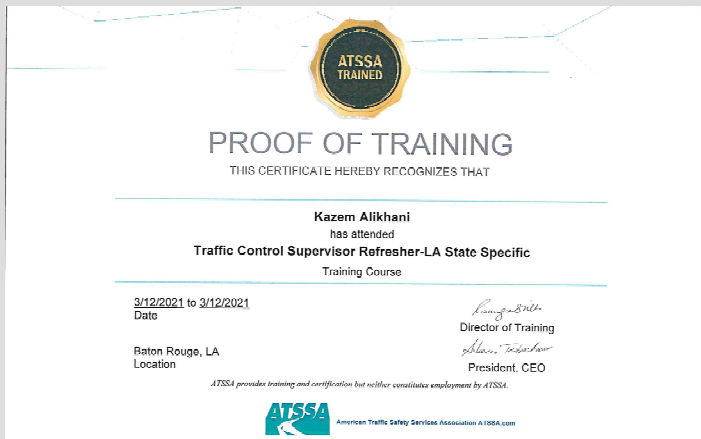 ATSSA
TRAINED
PROOF OF TRAINING
THIS CERTIFICATE HEREBY RECOGNIZES THAT
Kazem Alikhani
has attended
Traffic Control Supervisor Refresher-LA State Specific
Training Course
3/12/2021 to 3/12/2021
Date
Director of Training
Baton Rouge, LA
Location
President, CEO
ATSSA provides training and certification but neither constitutes employment by ATSSA.
ATSSA
American Traffic Safety Services Association ATSSA.com